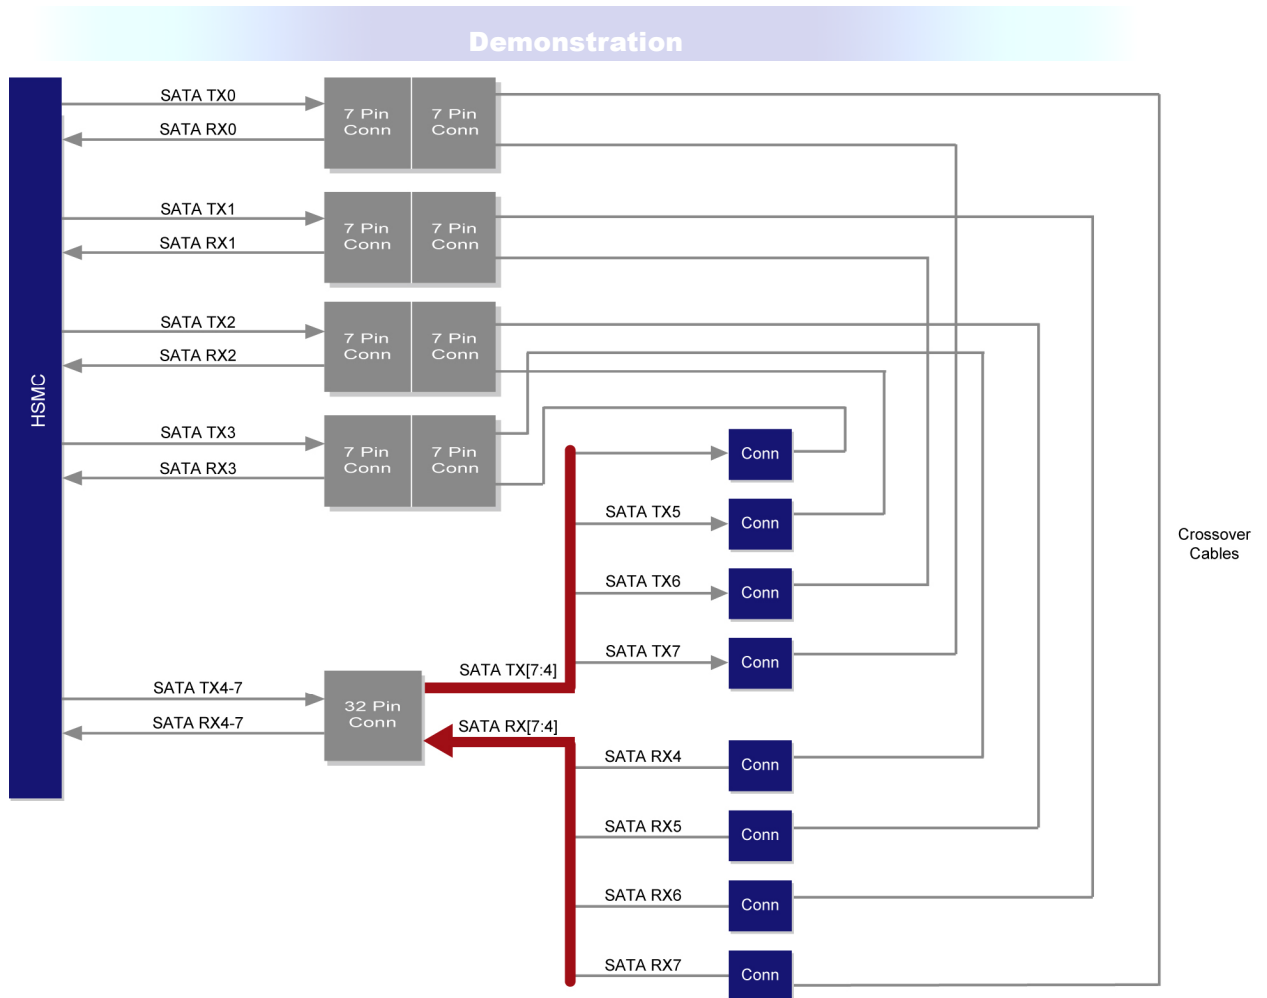 Demonstration
SATA TX0
SATA RX0
7 Pin
Conn
7 Pin
Conn
SATA TX1
SATA RX1
7 Pin
Conn
7 Pin
Conn
SATA TX2
SATA RX2
7 Pin
Conn
7 Pin
Conn
HSMC
SATA TX3
SATA RX3
7 Pin
Conn
7 Pin
Conn
Conn
SATA TX5
Conn
Crossover
Cables
SATA TX6
Conn
SATA TX7
Conn
SATA TX[7:4]
SATA TX4-7
SATA RX4-7
32 Pin
Conn
SATA RX[7:4]
SATA RX4
Conn
SATA RX5
Conn
SATA RX6
Conn
SATA RX7
Conn